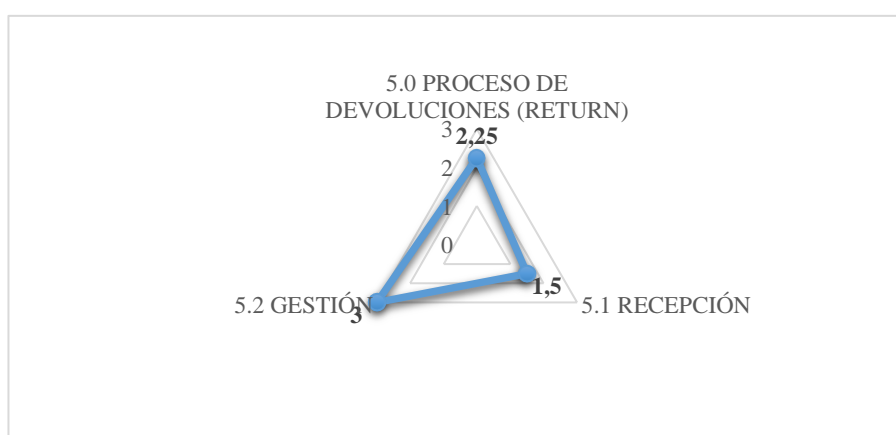 5.0 PROCESO DE
DEVOLUCIONES (RETURN)
3
2,25
2
1
0
1,5
5.2 GESTIÓN
3
5.1 RECEPCIÓN